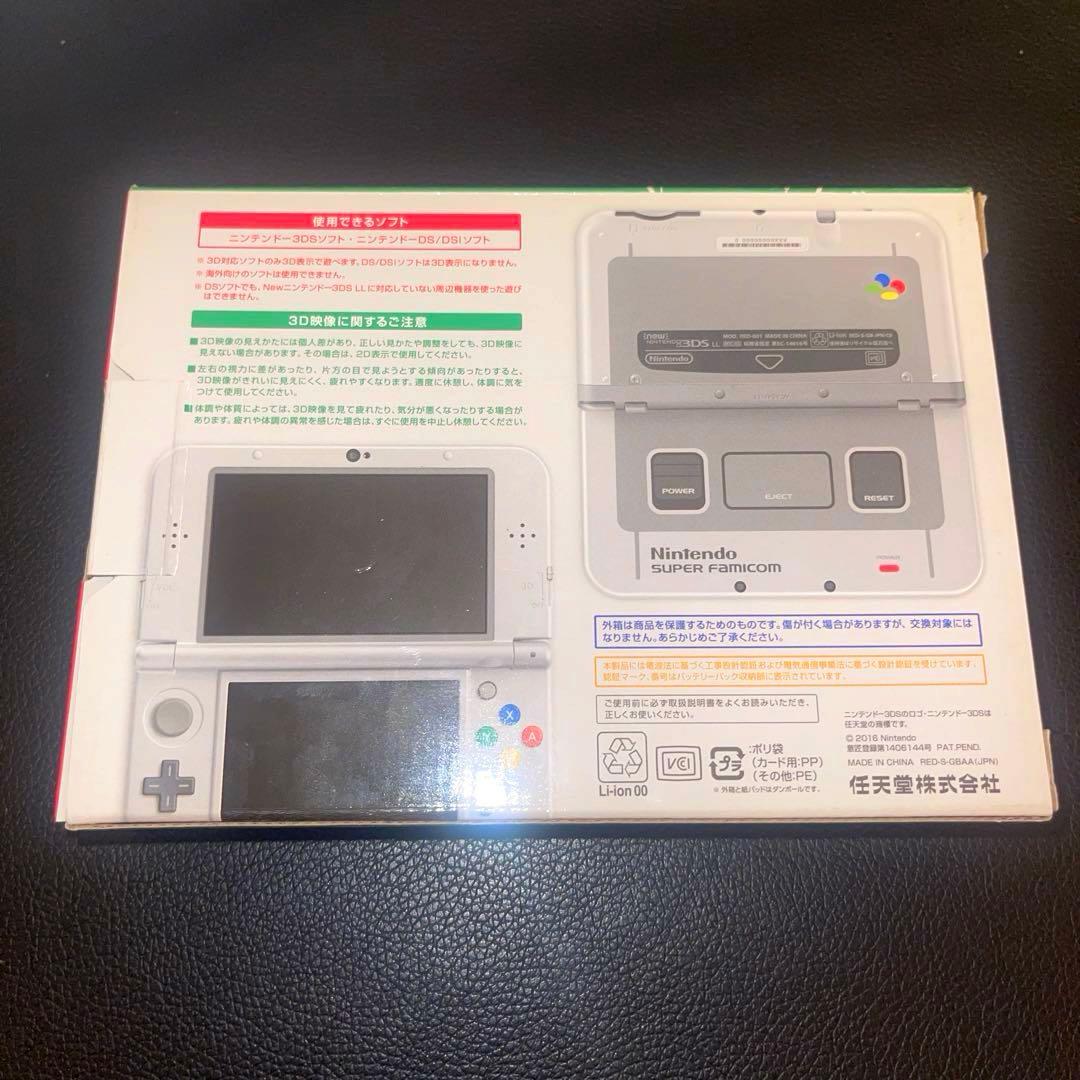 使用できるソフト
ニンテンドー3DSソフト・ニンテンドーDS/DSiソフト
※3D対応ソフトのみ3D表示で遊べます。DS/DSiソフトは3D表示になりません。
※海外向けのソフトは使用できません。
※DSソフトでも、Newニンテンドー3DS LLに対応していない周辺機器を使った遊び
はできません。
3D映像に関するご注意
■3D映像の見えかたには個人差があり、正しい見かたや調整をしても、3D映像に
見えない場合があります。その場合は、2D表示で使用してください。
■左右の視力に差があったり、片方の目で見ようとする傾向があったりすると、
3D映像がきれいに見えにくく、疲れやすくなります。適度に休憩し、体調に気を
つけて使用してください。
■体調や体質によっては、3D映像を見て疲れたり、気分が悪くなったりする場合が
あります。疲れや体調の異常を感じた場合は、すぐに使用を中止し休憩してください。
VOL
3D
X
Y
A
new
NINTENDO 3DS LL
MOD. RED-001 MADE IN CHINA
Nintendo
POWER
EJECT
RESET
Nintendo
SUPER FAMICOM
POWER
外箱は商品を保護するためのものです。傷が付く場合がありますが、交換対象には
なりません。あらかじめご了承ください。
本製品には電波法に基づく工事設計認証および電気通信事業法に基づく設計認証を受けています。
認証マーク、番号はバッテリーパック収納部に表示されています。
ご使用前に必ず取扱説明書をよくお読みいただき、
正しくお使いください。
Li-ion 00
VCI
プラ
:ポリ袋
(カード用:PP)
(その他:PE)
※外箱と紙パッドはダンボールです。
ニンテンドー3DSのロゴ・ニンテンドー3DSは
任天堂の商標です。
© 2016 Nintendo
意匠登録第1406144号 PAT.PEND.
MADE IN CHINA RED-S-GBAA(JPN)
任天堂株式会社